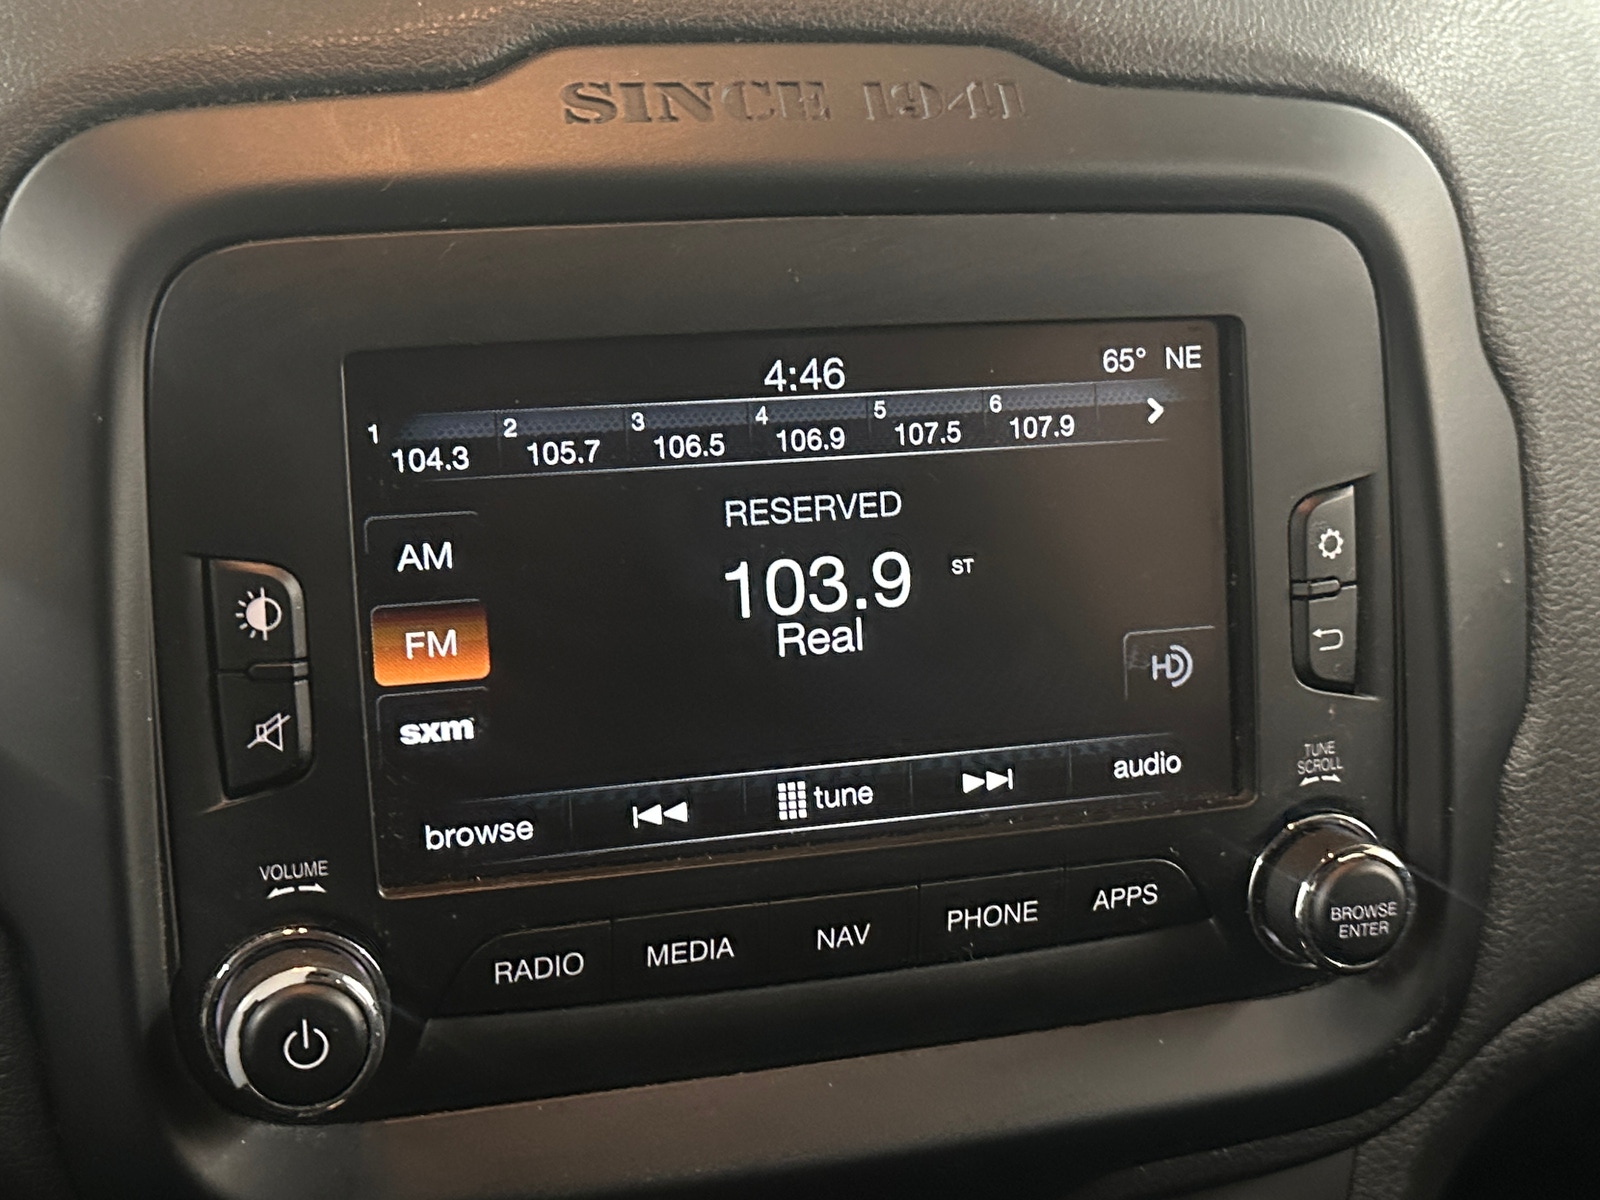 SINCE 1941
4:46
65° NE
1 104.3 2 105.7 3 106.5 4 106.9 5 107.5 6 107.9
RESERVED
AM
103.9 ST
FM
Real
HD
sxm
browse tune audio
TUNE
SCROLL
VOLUME
RADIO MEDIA NAV PHONE APPS
BROWSE
ENTER